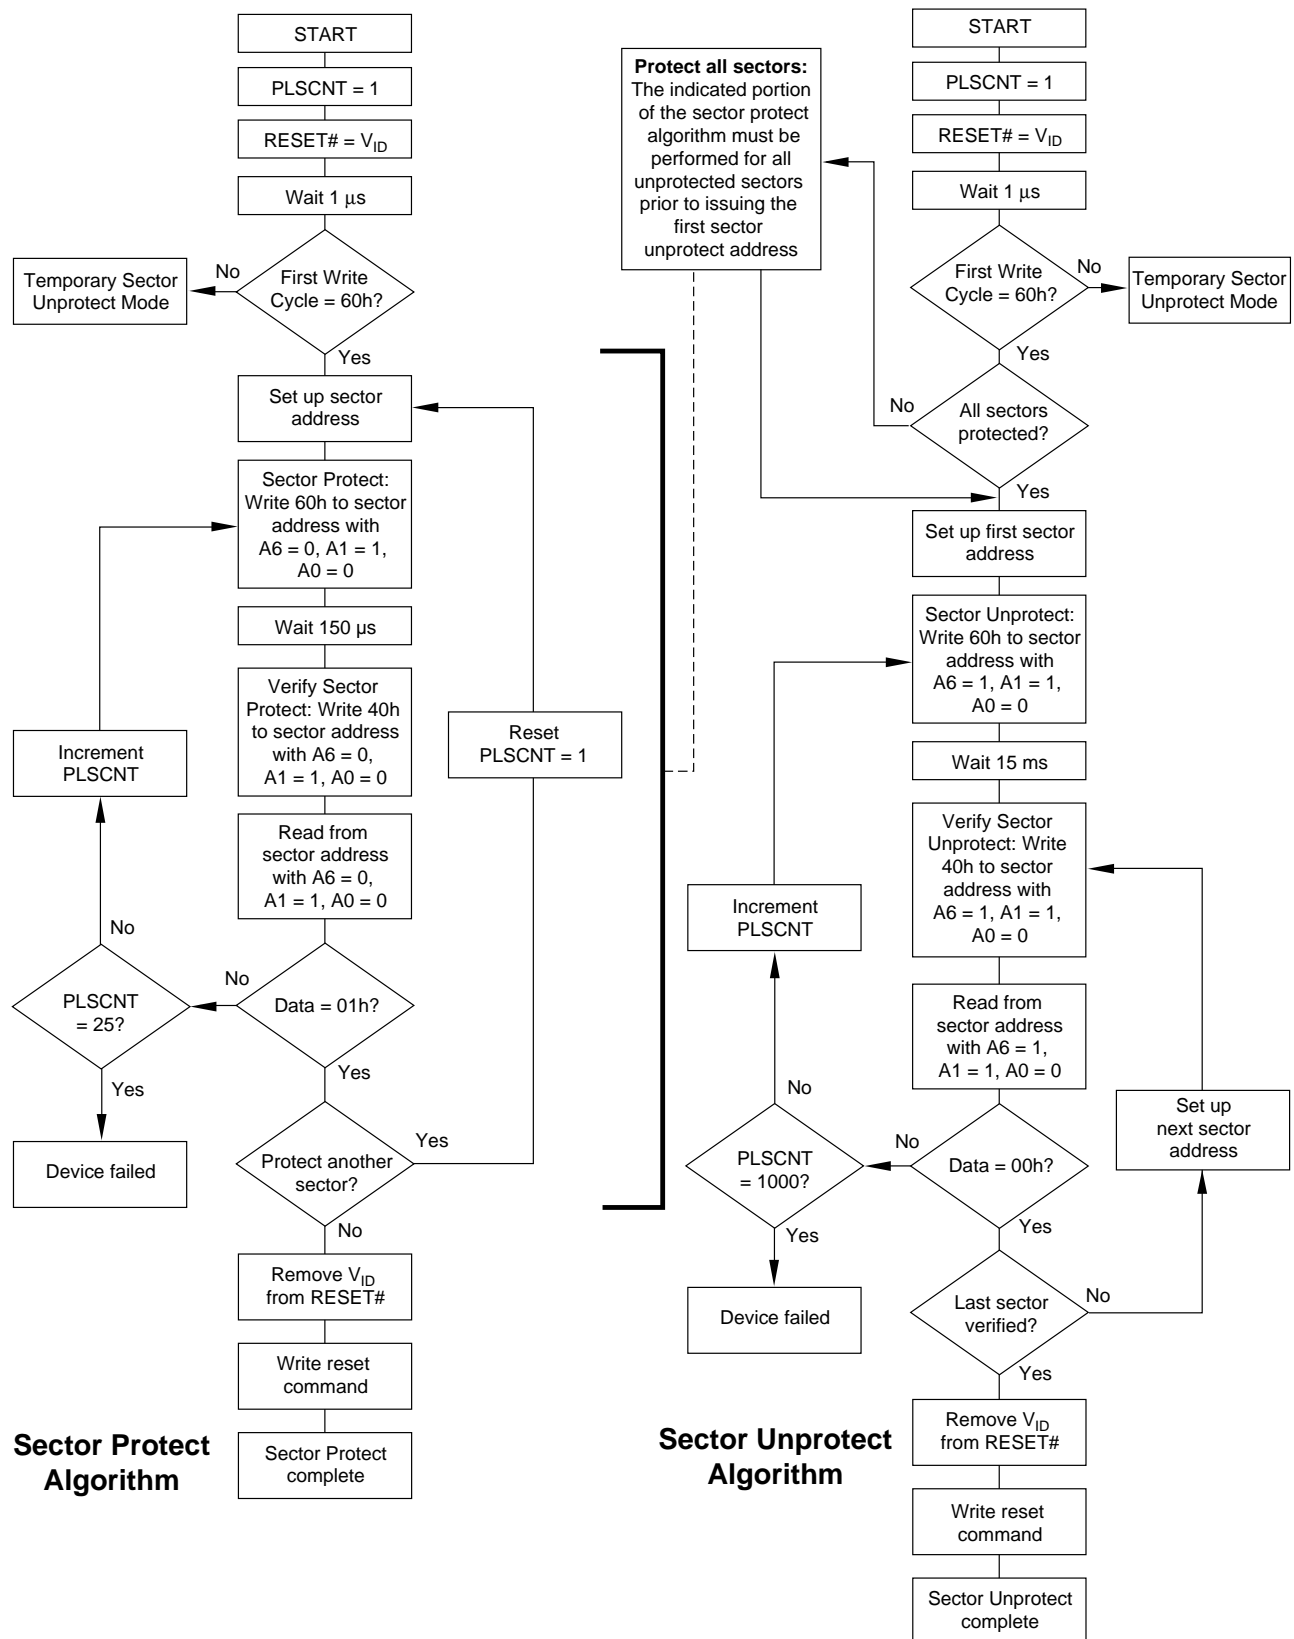 START
PLSCNT = 1
RESET# = VID
Wait 1 μs
First Write
Cycle = 60h?
No
Temporary Sector
Unprotect Mode
Yes
Set up sector
address
Sector Protect:
Write 60h to sector
address with
A6 = 0, A1 = 1,
A0 = 0
Wait 150 µs
Verify Sector
Protect: Write 40h
to sector address
with A6 = 0,
A1 = 1, A0 = 0
Reset
PLSCNT = 1
Increment
PLSCNT
Read from
sector address
with A6 = 0,
A1 = 1, A0 = 0
No
No
PLSCNT
= 25?
Data = 01h?
Yes
Yes
Device failed
Protect another
sector?
Yes
No
Remove VID
from RESET#
Write reset
command
Sector Protect
complete
Sector Protect
Algorithm
Protect all sectors:
The indicated portion
of the sector protect
algorithm must be
performed for all
unprotected sectors
prior to issuing the
first sector
unprotect address
START
PLSCNT = 1
RESET# = VID
Wait 1 μs
First Write
Cycle = 60h?
No
Temporary Sector
Unprotect Mode
Yes
No
All sectors
protected?
Yes
Set up first sector
address
Sector Unprotect:
Write 60h to sector
address with
A6 = 1, A1 = 1,
A0 = 0
Wait 15 ms
Verify Sector
Unprotect: Write
40h to sector
address with
A6 = 1, A1 = 1,
A0 = 0
Increment
PLSCNT
Read from
sector address
with A6 = 1,
A1 = 1, A0 = 0
No
No
PLSCNT
= 1000?
Data = 00h?
Set up
next sector
address
Yes
Yes
Device failed
Last sector
verified?
No
Yes
Remove VID
from RESET#
Write reset
command
Sector Unprotect
complete
Sector Unprotect
Algorithm